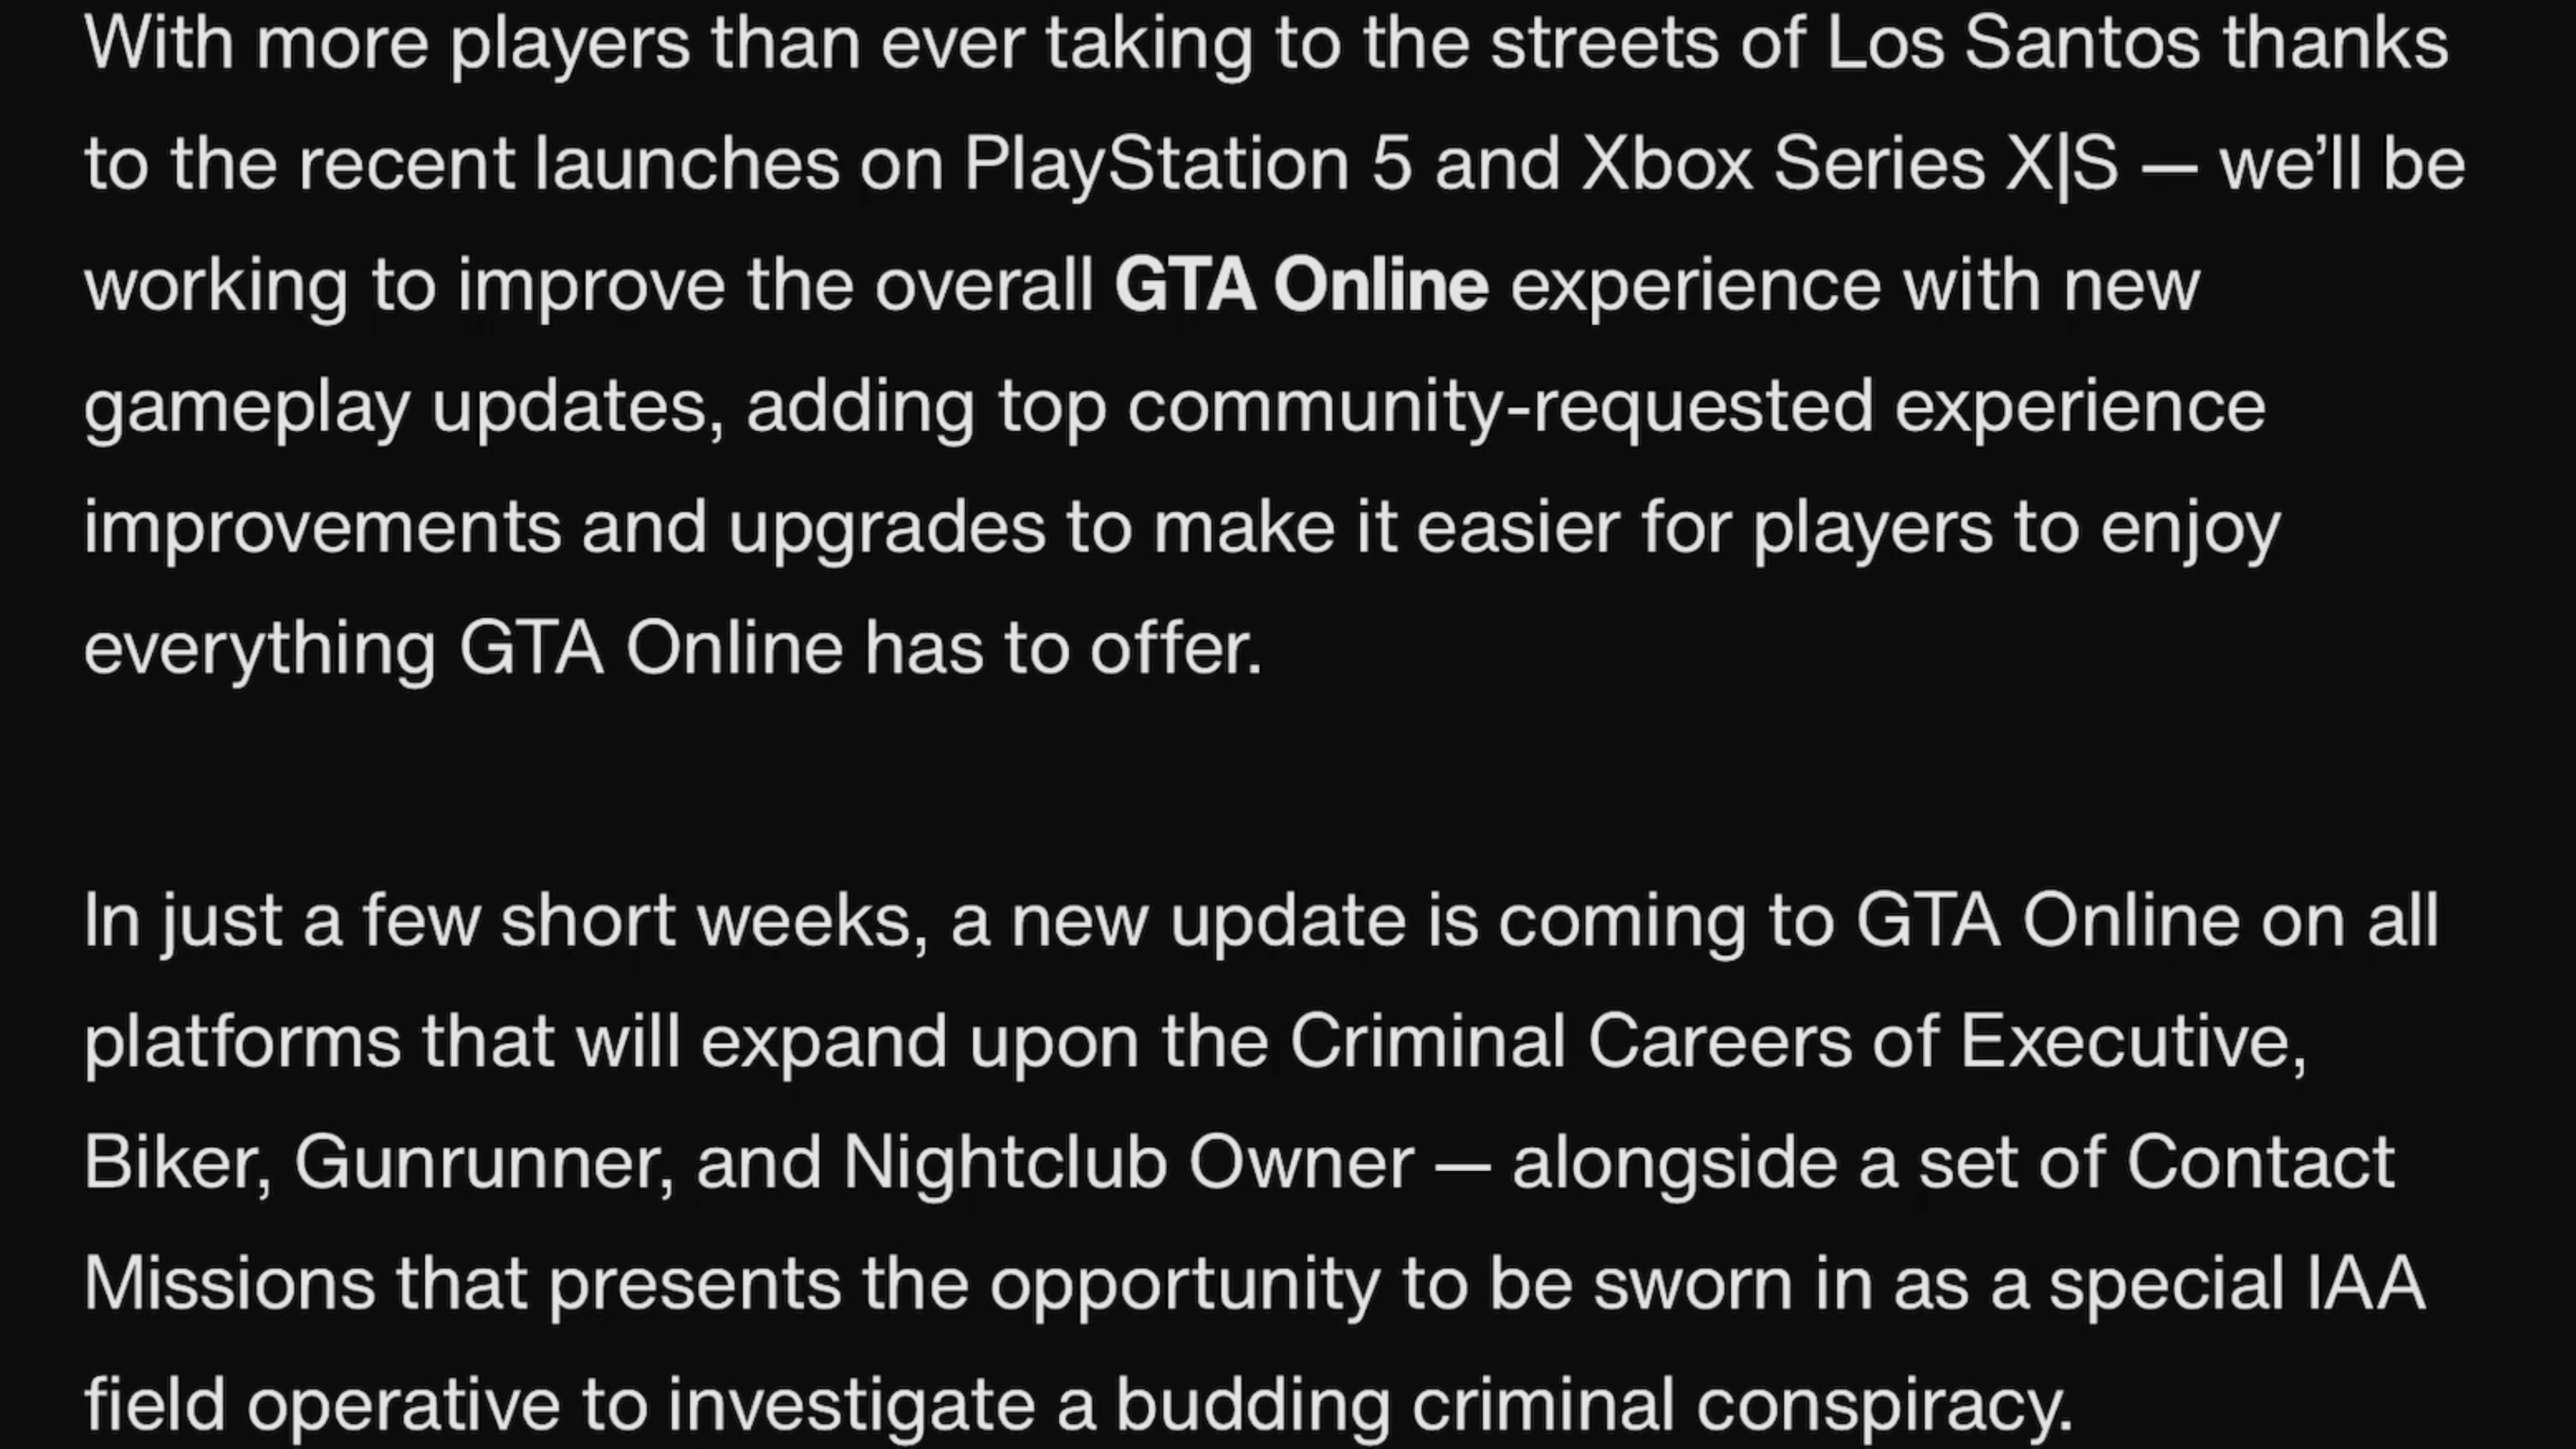 With more players than ever taking to the streets of Los Santos thanks
to the recent launches on PlayStation 5 and Xbox Series X|S — we’ll be
working to improve the overall GTA Online experience with new
gameplay updates, adding top community-requested experience
improvements and upgrades to make it easier for players to enjoy
everything GTA Online has to offer.
In just a few short weeks, a new update is coming to GTA Online on all
platforms that will expand upon the Criminal Careers of Executive,
Biker, Gunrunner, and Nightclub Owner — alongside a set of Contact
Missions that presents the opportunity to be sworn in as a special IAA
field operative to investigate a budding criminal conspiracy.